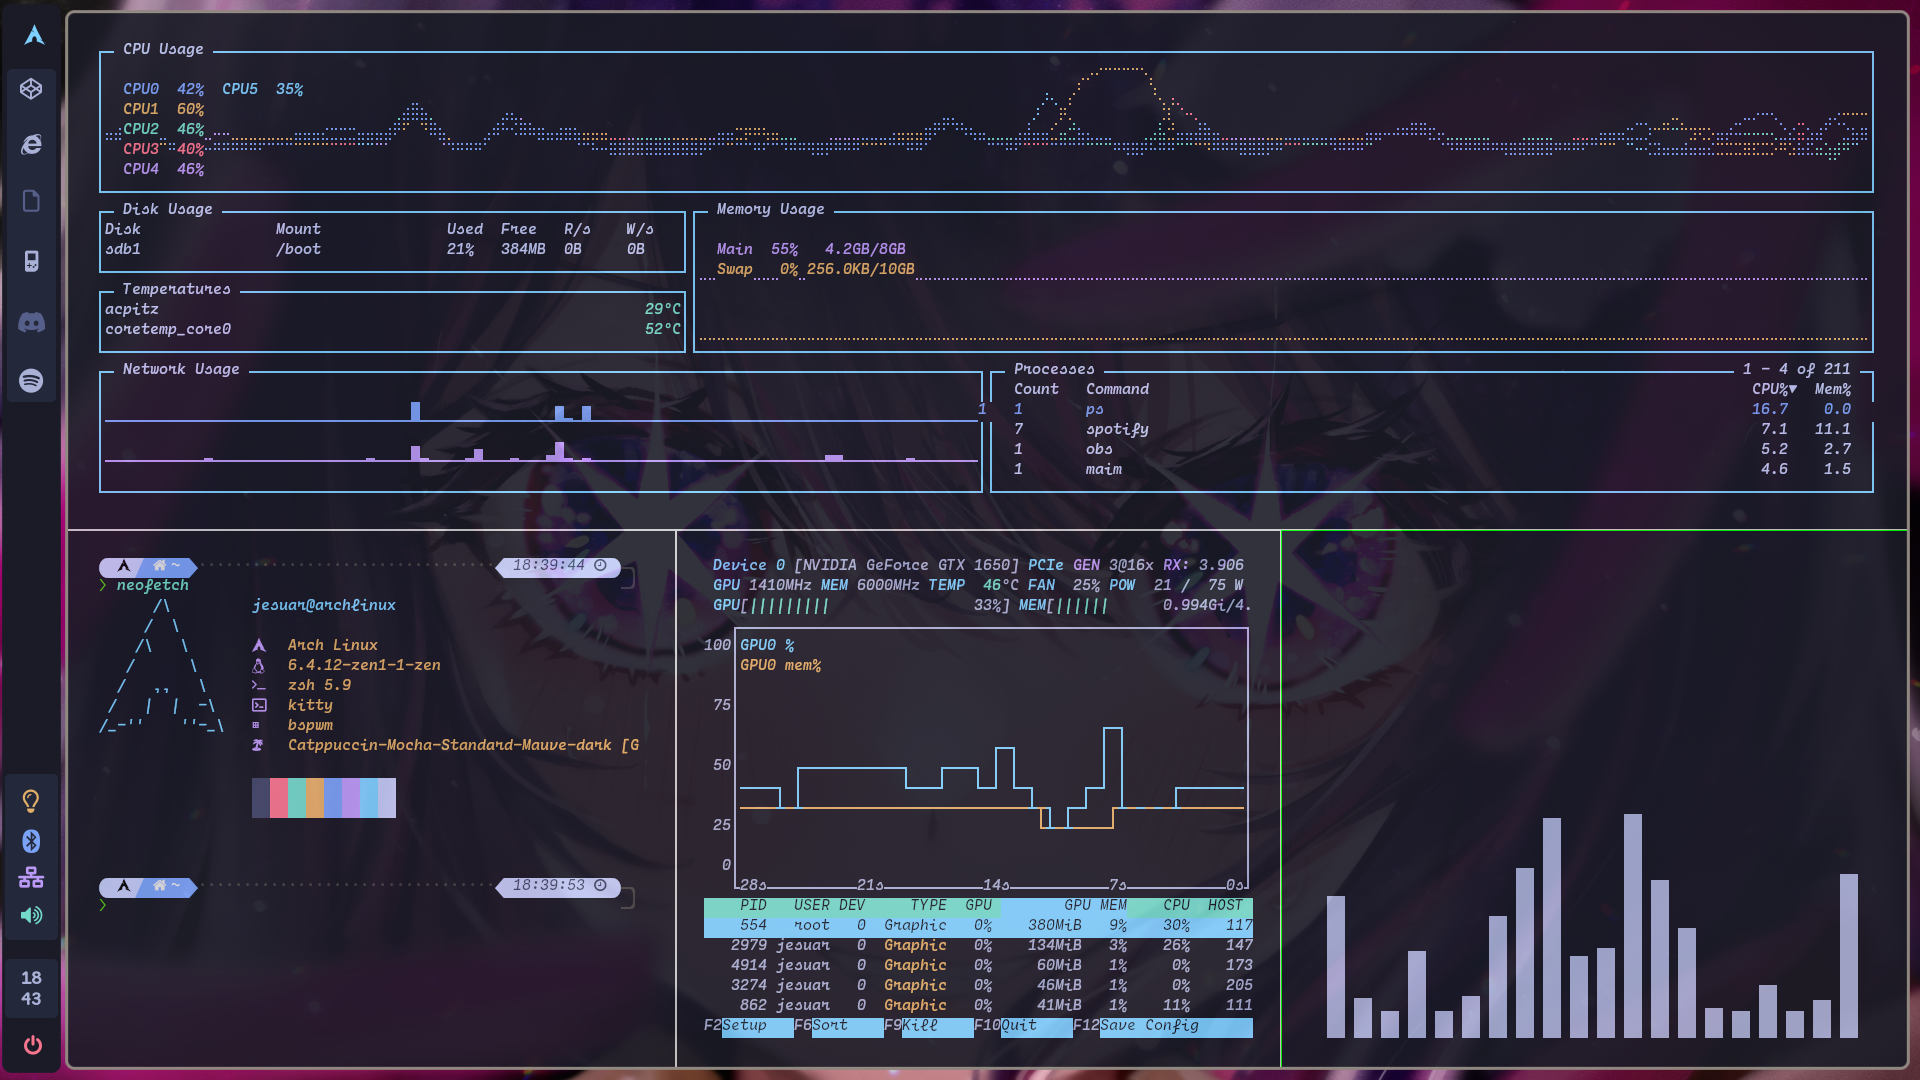 CPU Usage
CPU0 42% CPU5 35%
CPU1 60%
CPU2 46%
CPU3 40%
CPU4 46%
Disk Usage
Disk Mount Used Free R/s W/s
sdb1 /boot 21% 384MB 0B 0B
Memory Usage
Main 55% 4.2GB/8GB
Swap 0% 256.0KB/10GB
Temperatures
acpitz 29°C
coretemp_core0 52°C
Network Usage
1
Processes 1 - 4 of 211
Count Command CPU%▼ Mem%
1 ps 16.7 0.0
7 spotify 7.1 11.1
1 obs 5.2 2.7
1 maim 4.6 1.5
~ 18:39:44
> neofetch
jesuar@archlinux
Arch Linux
6.4.12-zen1-1-zen
zsh 5.9
kitty
bspwm
Catppuccin-Mocha-Standard-Mauve-dark [G
~ 18:39:53
>
Device 0 [NVIDIA GeForce GTX 1650] PCIe GEN 3@16x RX: 3.906
GPU 1410MHz MEM 6000MHz TEMP 46°C FAN 25% POW 21 / 75 W
GPU[||||||||| 33%] MEM[|||||| 0.994Gi/4.
GPU0 %
GPU0 mem%
100
75
50
25
0
28s 21s 14s 7s 0s
PID USER DEV TYPE GPU GPU MEM CPU HOST
554 root 0 Graphic 0% 380MiB 9% 30% 117
2979 jesuar 0 Graphic 0% 134MiB 3% 26% 147
4914 jesuar 0 Graphic 0% 60MiB 1% 0% 173
3274 jesuar 0 Graphic 0% 46MiB 1% 0% 205
862 jesuar 0 Graphic 0% 41MiB 1% 11% 111
F2Setup F6Sort F9Kill F10Quit F12Save Config
18
43